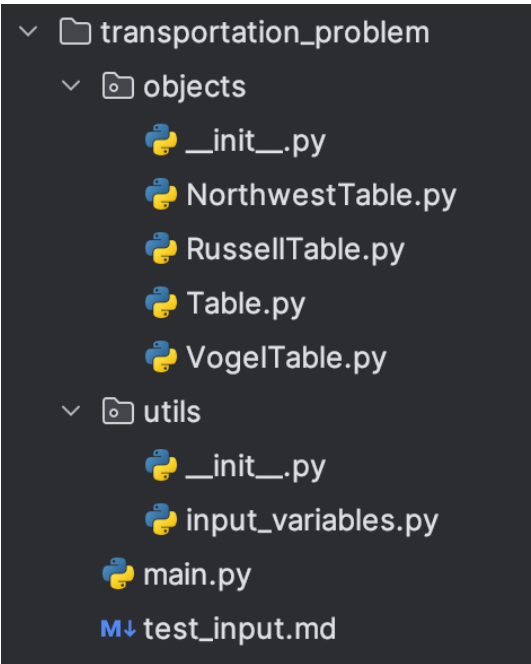 transportation_problem
objects
__init__.py
NorthwestTable.py
RussellTable.py
Table.py
VogelTable.py
utils
__init__.py
input_variables.py
main.py
M↓ test_input.md